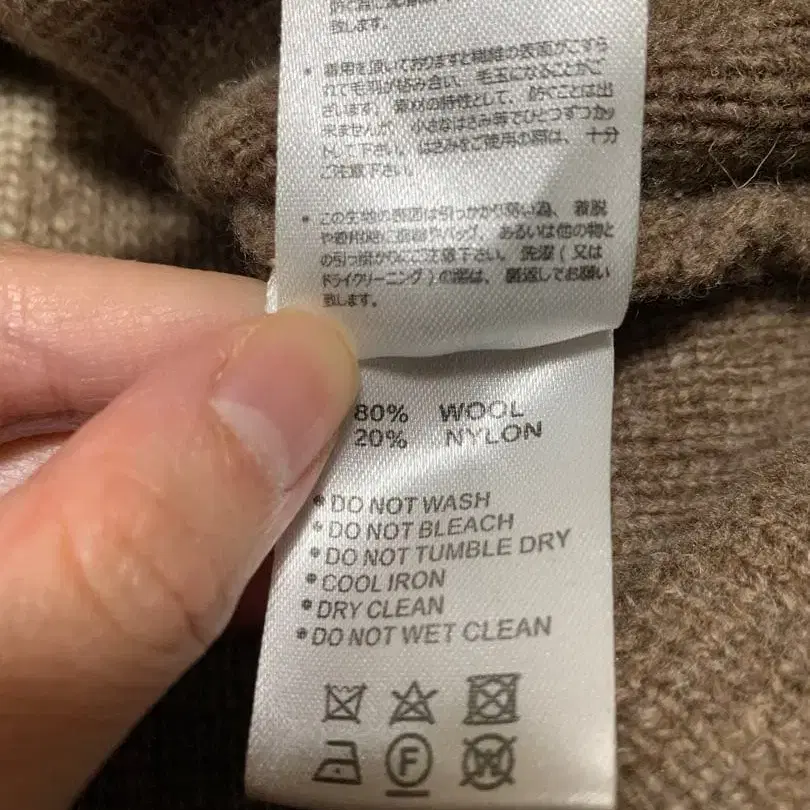 致します。
• 着用を頂いておりますと繊維の表面がこすら
れて毛羽が絡み合い、毛玉になることがご
ざいます。素材の特性として、防ぐことは出
来ませんが、小さなはさみ等でひとつずつカッ
トしてご下さい。はさみをご使用の際は、十分
ご注意下さい。
• この生地の表面は引っかかり弱い為、着脱
や着用時に指輪やバッグ、あるいは他の物と
の引っ掛かりにご注意下さい。洗濯(又は
ドライクリーニング)の際は、裏返してお願い
致します。
80% WOOL
20% NYLON
•DO NOT WASH
•DO NOT BLEACH
•DO NOT TUMBLE DRY
•COOL IRON
•DRY CLEAN
•DO NOT WET CLEAN
F W